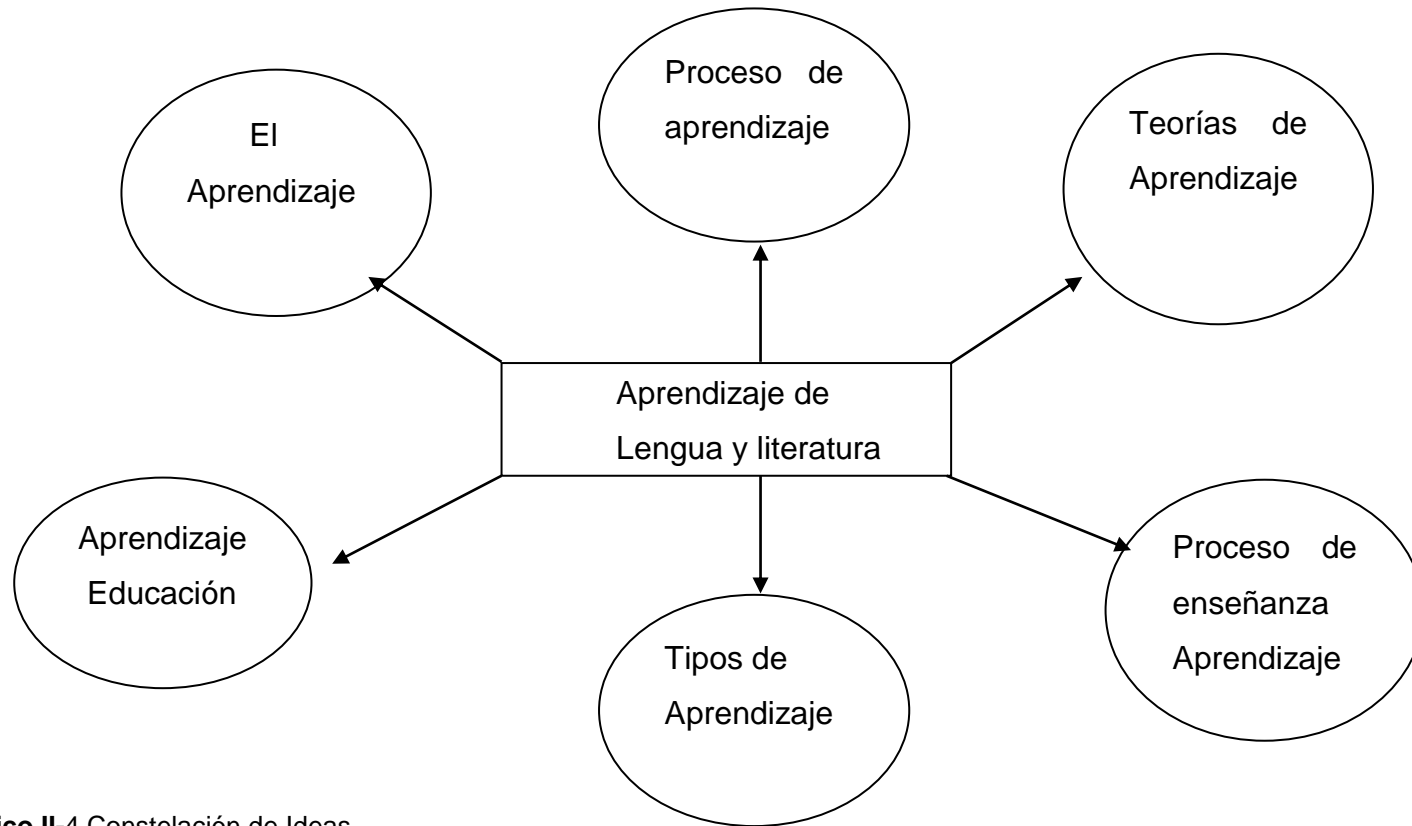 Proceso de
aprendizaje
El
Aprendizaje
Teorías de
Aprendizaje
Aprendizaje de
Lengua y literatura
Aprendizaje
Educación
Proceso de
enseñanza
Aprendizaje
Tipos de
Aprendizaje
II-4 Constelación de Ideas